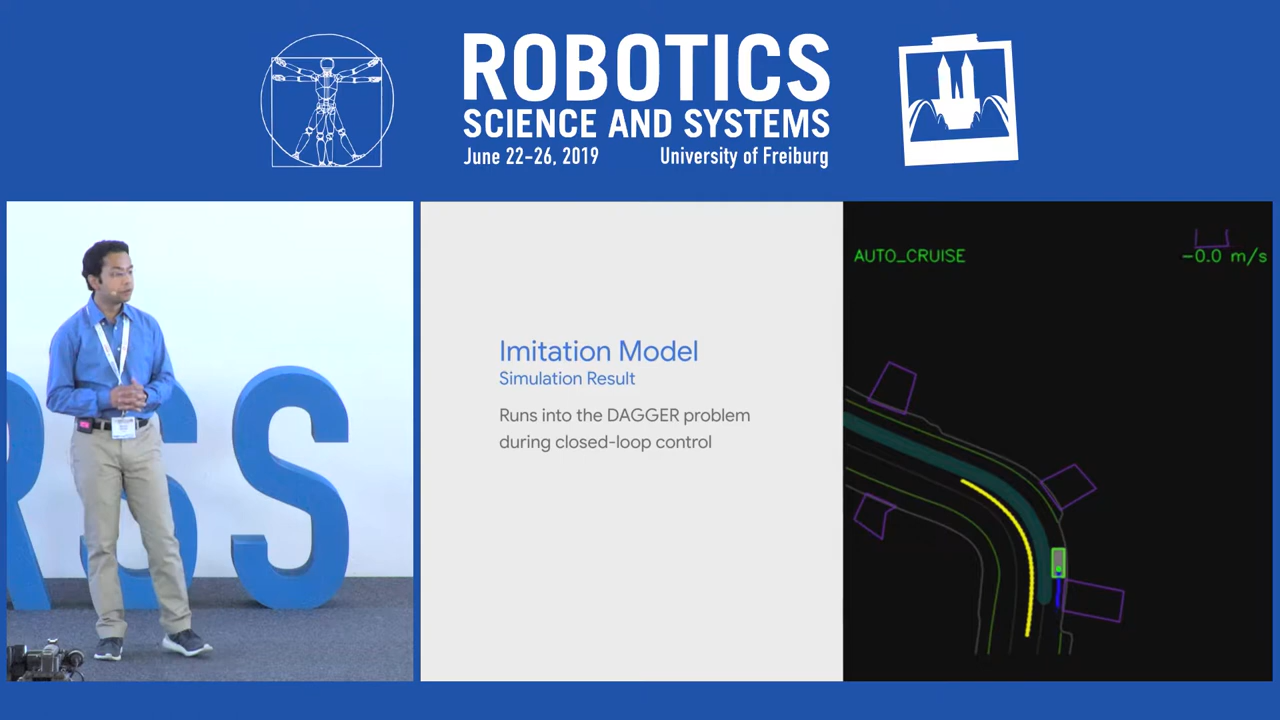 ROBOTICS
SCIENCE AND SYSTEMS
June 22-26, 2019 University of Freiburg
RSS
Imitation Model
Simulation Result
Runs into the DAGGER problem
during closed-loop control
AUTO_CRUISE
-0.0 m/s